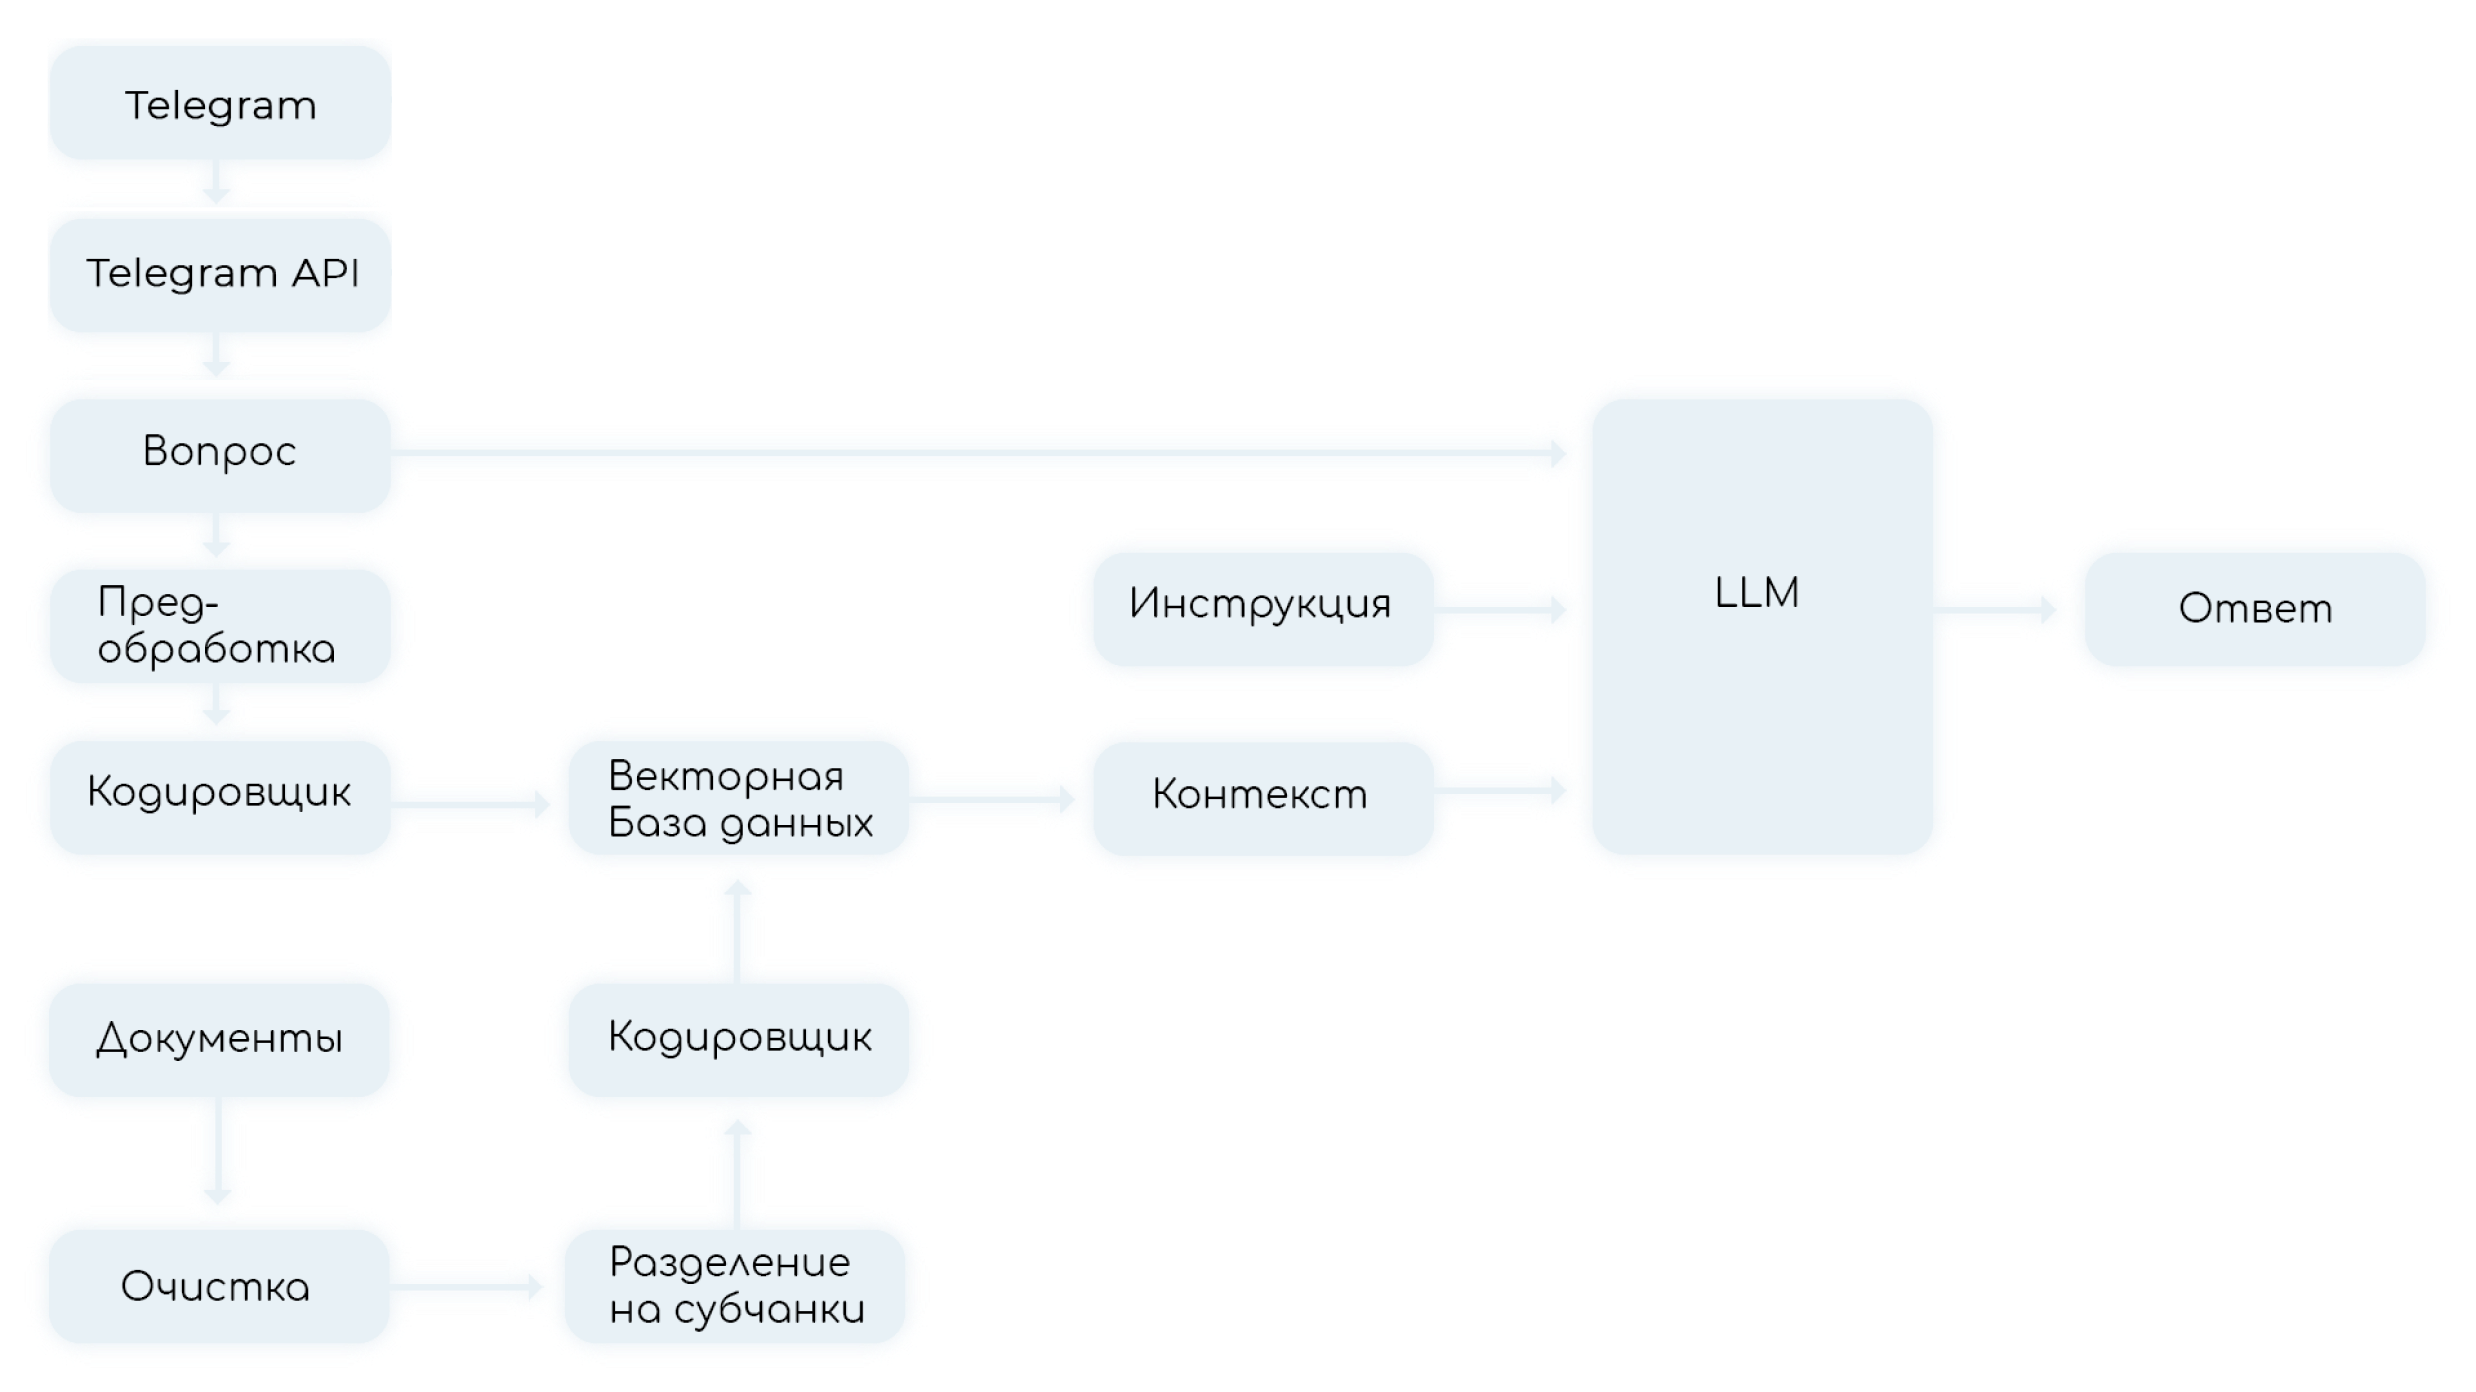 Telegram
Telegram API
Вопрос
Пред-
обработка
Кодировщик
Векторная
База данных
Инструкция
Контекст
LLM
Ответ
Документы
Кодировщик
Очистка
Разделение
на субчанки